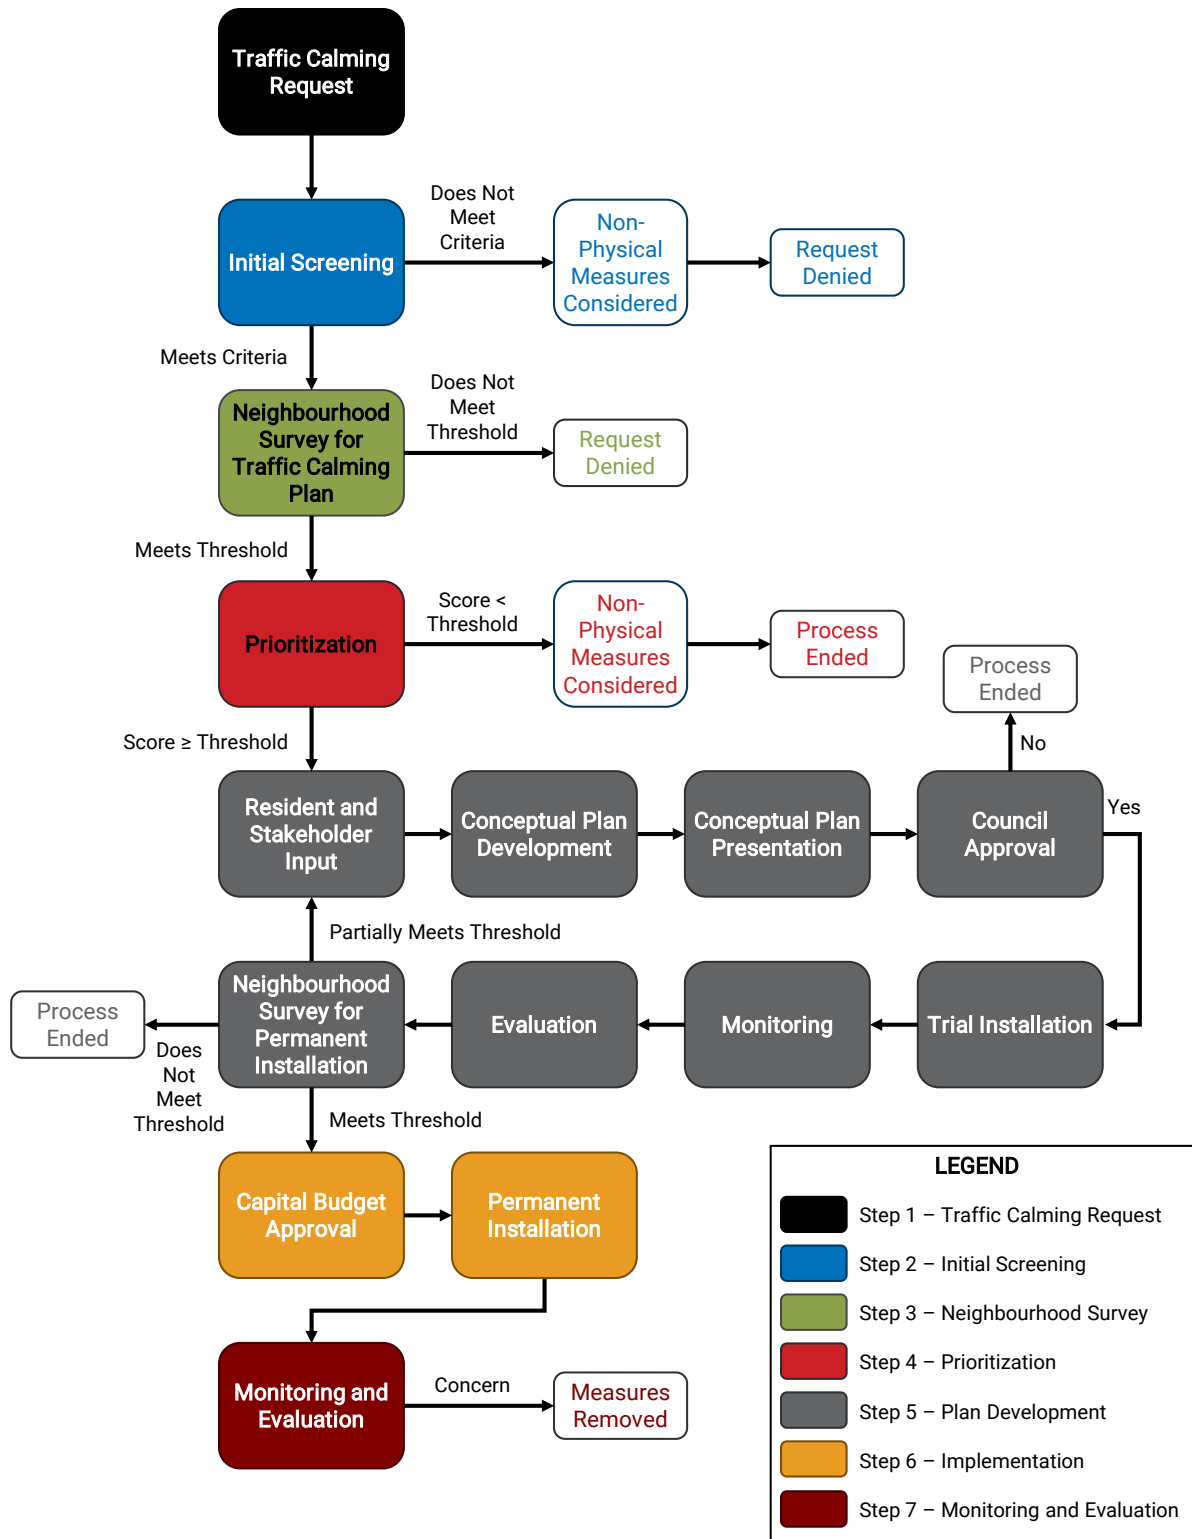 Traffic Calming
Request
Does Not
Meet
Criteria
Initial Screening
Non-
Physical
Measures
Considered
Request
Denied
Meets Criteria
Does Not
Meet
Threshold
Neighbourhood
Survey for
Traffic Calming
Plan
Request
Denied
Meets Threshold
Score <
Threshold
Prioritization
Non-
Physical
Measures
Considered
Process
Ended
Process
Ended
No
Score ≥ Threshold
Resident and
Stakeholder
Input
Conceptual Plan
Development
Conceptual Plan
Presentation
Council
Approval
Yes
Partially Meets Threshold
Process
Ended
Neighbourhood
Survey for
Permanent
Installation
Evaluation
Monitoring
Trial Installation
Does
Not
Meet
Threshold
Meets Threshold
Capital Budget
Approval
Permanent
Installation
Monitoring and
Evaluation
Concern
Measures
Removed
LEGEND
Step 1 – Traffic Calming Request
Step 2 – Initial Screening
Step 3 – Neighbourhood Survey
Step 4 – Prioritization
Step 5 – Plan Development
Step 6 – Implementation
Step 7 – Monitoring and Evaluation